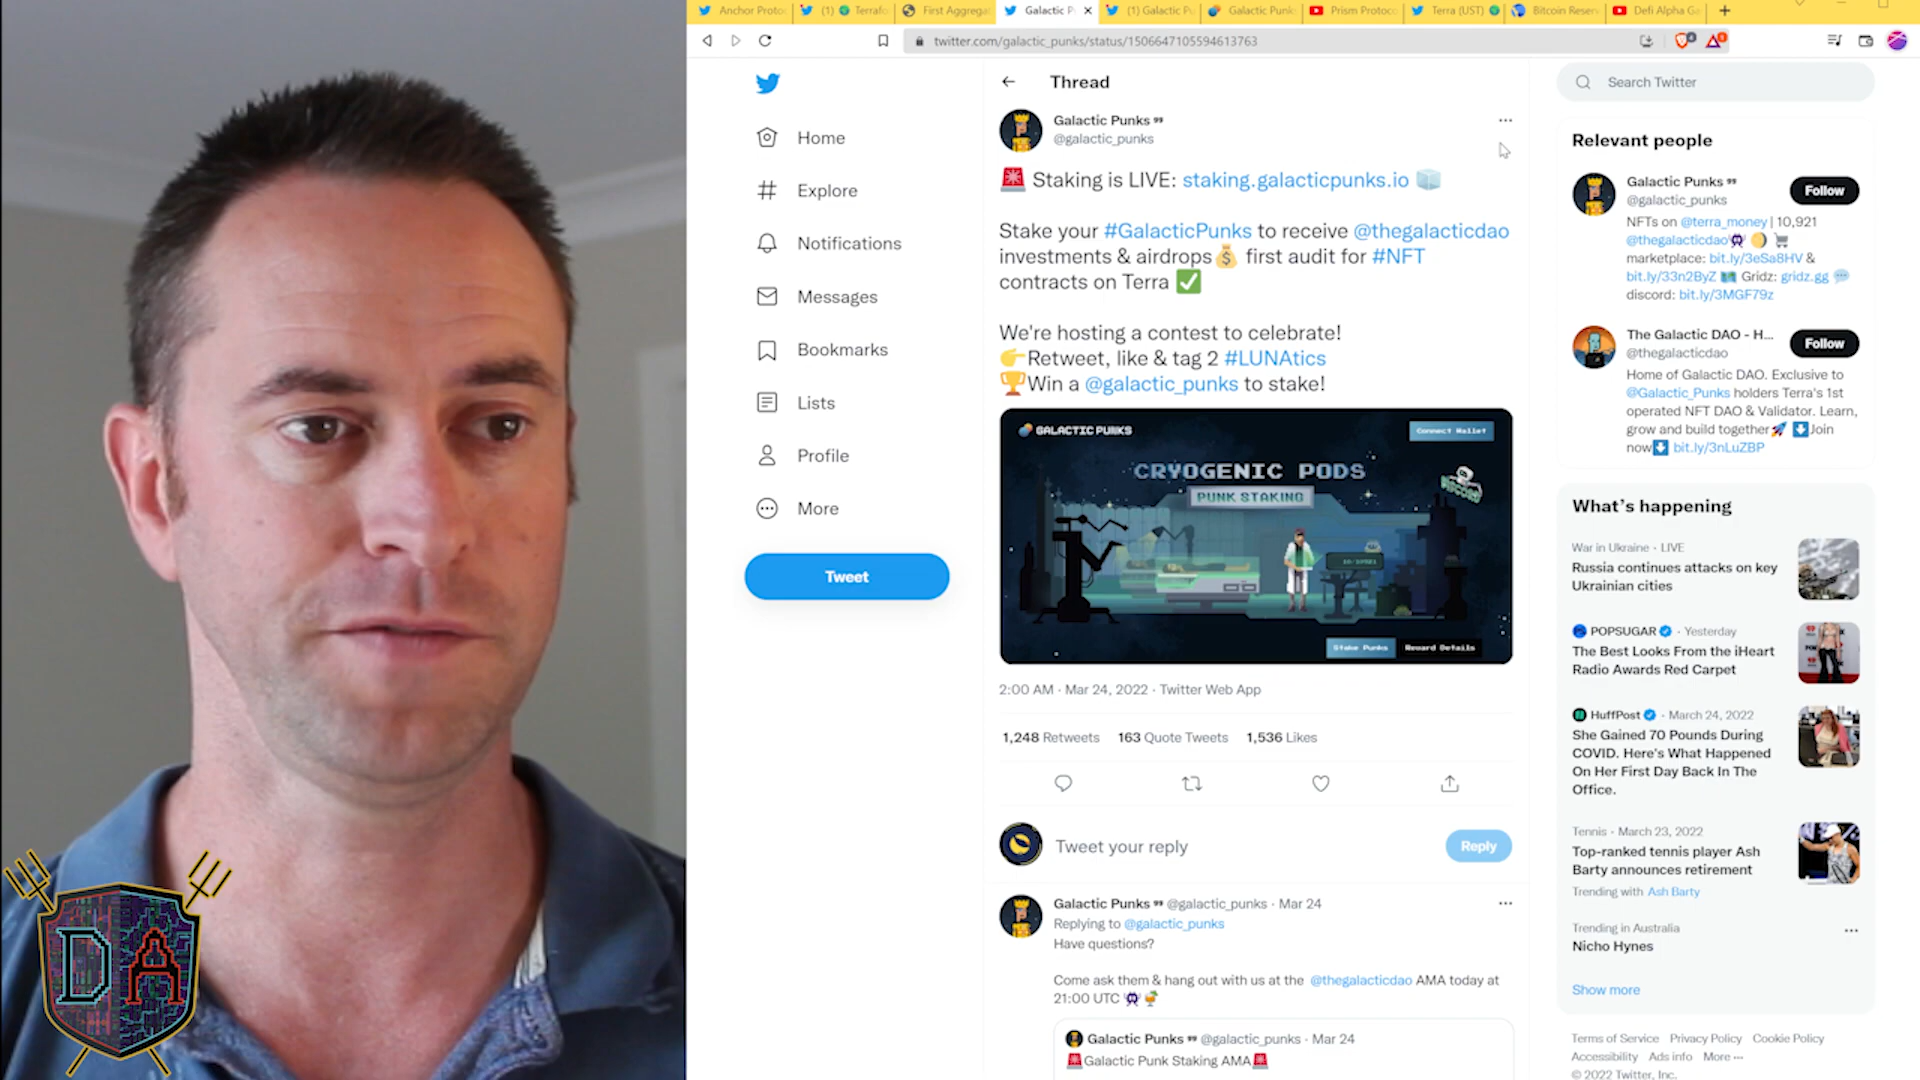 Anchor Proto
(1) Terrafo
First Aggrega
Galactic P
(1) Galactic Pu
Galactic Punk
Prism Protoco
Terra (UST)
Bitcoin Reser
Defi Alpha Ga
twitter.com/galactic_punks/status/1506647105594613763
Home
Explore
Notifications
Messages
Bookmarks
Lists
Profile
More
Tweet
Thread
Galactic Punks
@galactic_punks
Staking is LIVE: staking.galacticpunks.io
Stake your #GalacticPunks to receive @thegalacticdao
investments & airdrops first audit for #NFT
contracts on Terra
We're hosting a contest to celebrate!
Retweet, like & tag 2 #LUNAtics
Win a @galactic_punks to stake!
GALACTIC PUNKS
Connect Wallet
CRYOGENIC PODS
PUNK STAKING
DISCORD
Stake Punks
Reward Details
2:00 AM · Mar 24, 2022 · Twitter Web App
1,248 Retweets 163 Quote Tweets 1,536 Likes
Tweet your reply
Reply
Galactic Punks @galactic_punks · Mar 24
Replying to @galactic_punks
Have questions?
Come ask them & hang out with us at the @thegalacticdao AMA today at
21:00 UTC
Galactic Punks @galactic_punks · Mar 24
Galactic Punk Staking AMA
Search Twitter
Relevant people
Galactic Punks
@galactic_punks
Follow
NFTs on @terra_money | 10,921
@thegalacticdao
marketplace: bit.ly/3eSa8HV &
bit.ly/33n2ByZ Gridz: gridz.gg
discord: bit.ly/3MGF79z
The Galactic DAO - H...
@thegalacticdao
Follow
Home of Galactic DAO. Exclusive to
@Galactic_Punks holders Terra's 1st
operated NFT DAO & Validator. Learn,
grow and build together Join
now bit.ly/3nLuZBP
What's happening
War in Ukraine · LIVE
Russia continues attacks on key
Ukrainian cities
POPSUGAR · Yesterday
The Best Looks From the iHeart
Radio Awards Red Carpet
HuffPost · March 24, 2022
She Gained 70 Pounds During
COVID. Here's What Happened
On Her First Day Back In The
Office.
Tennis · March 23, 2022
Top-ranked tennis player Ash
Barty announces retirement
Trending with Ash Barty
Trending in Australia
Nicho Hynes
Show more
Terms of Service Privacy Policy Cookie Policy
Accessibility Ads info More ···
© 2022 Twitter, Inc.
DA